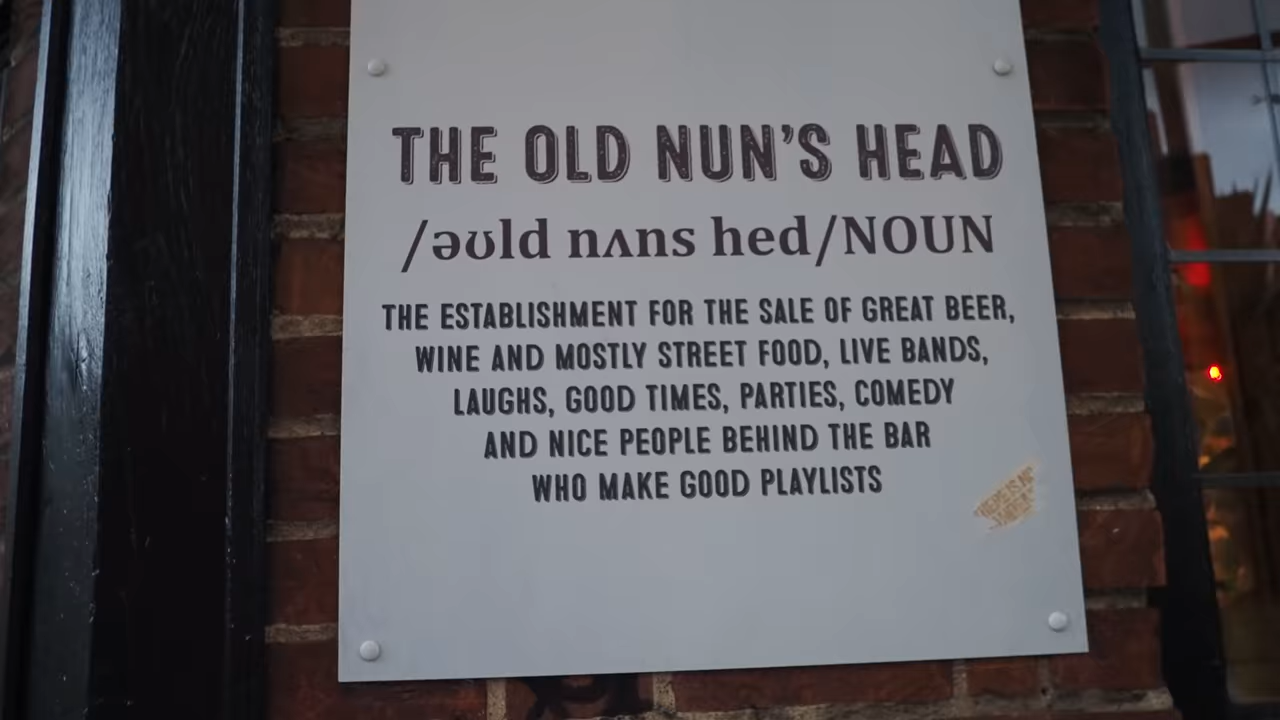 THE OLD NUN'S HEAD
/əʊld nʌns hed/NOUN
THE ESTABLISHMENT FOR THE SALE OF GREAT BEER,
WINE AND MOSTLY STREET FOOD, LIVE BANDS,
LAUGHS, GOOD TIMES, PARTIES, COMEDY
AND NICE PEOPLE BEHIND THE BAR
WHO MAKE GOOD PLAYLISTS